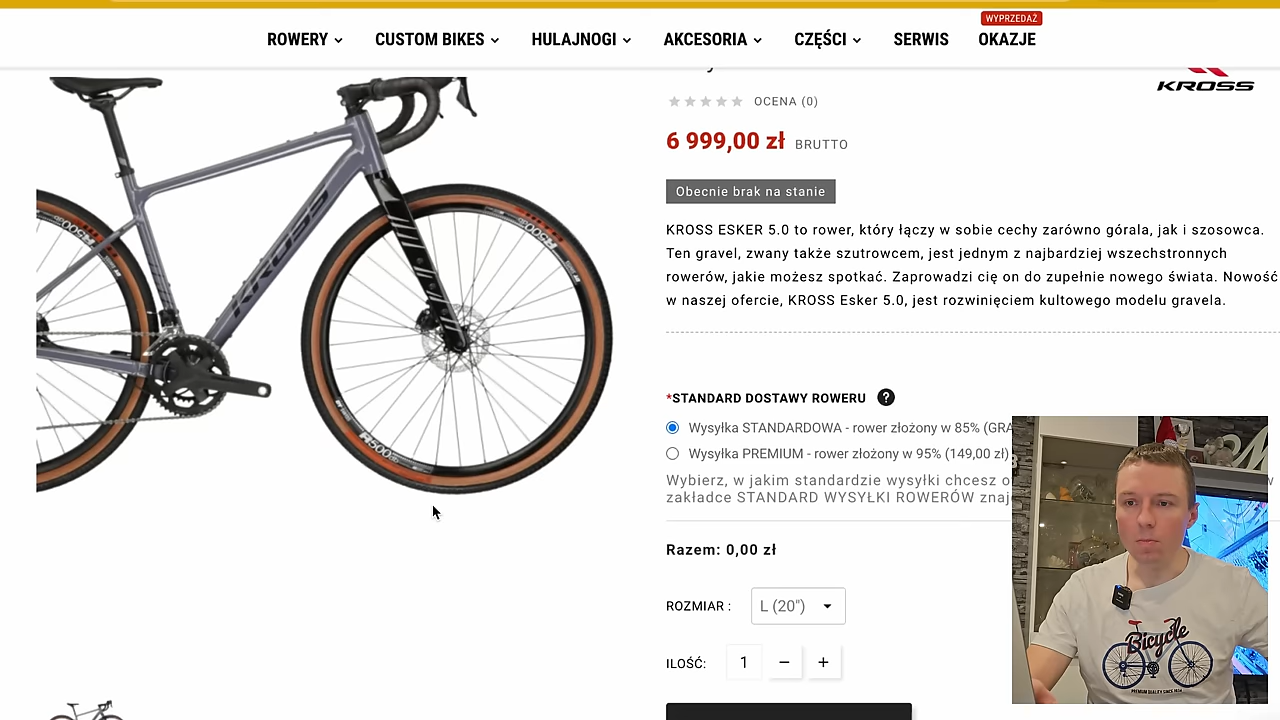 WYPRZEDAŻ
ROWERY CUSTOM BIKES HULAJNOGI AKCESORIA CZĘŚCI SERWIS OKAZJE
KROSS
OCENA (0)
6 999,00 zł BRUTTO
Obecnie brak na stanie
KROSS ESKER 5.0 to rower, który łączy w sobie cechy zarówno górala, jak i szosowca.
Ten gravel, zwany także szutrowcem, jest jednym z najbardziej wszechstronnych
rowerów, jakie możesz spotkać. Zaprowadzi cię on do zupełnie nowego świata. Nowość
w naszej ofercie, KROSS Esker 5.0, jest rozwinięciem kultowego modelu gravela.
KROSS
R500
R500
R500
*STANDARD DOSTAWY ROWERU ?
Wysyłka STANDARDOWA - rower złożony w 85% (GRA
Wysyłka PREMIUM - rower złożony w 95% (149,00 zł)
Wybierz, w jakim standardzie wysyłki chcesz o
zakładce STANDARD WYSYŁKI ROWERÓW znaj
Razem: 0,00 zł
ROZMIAR : L (20")
ILOŚĆ: 1 − +
Bicycle